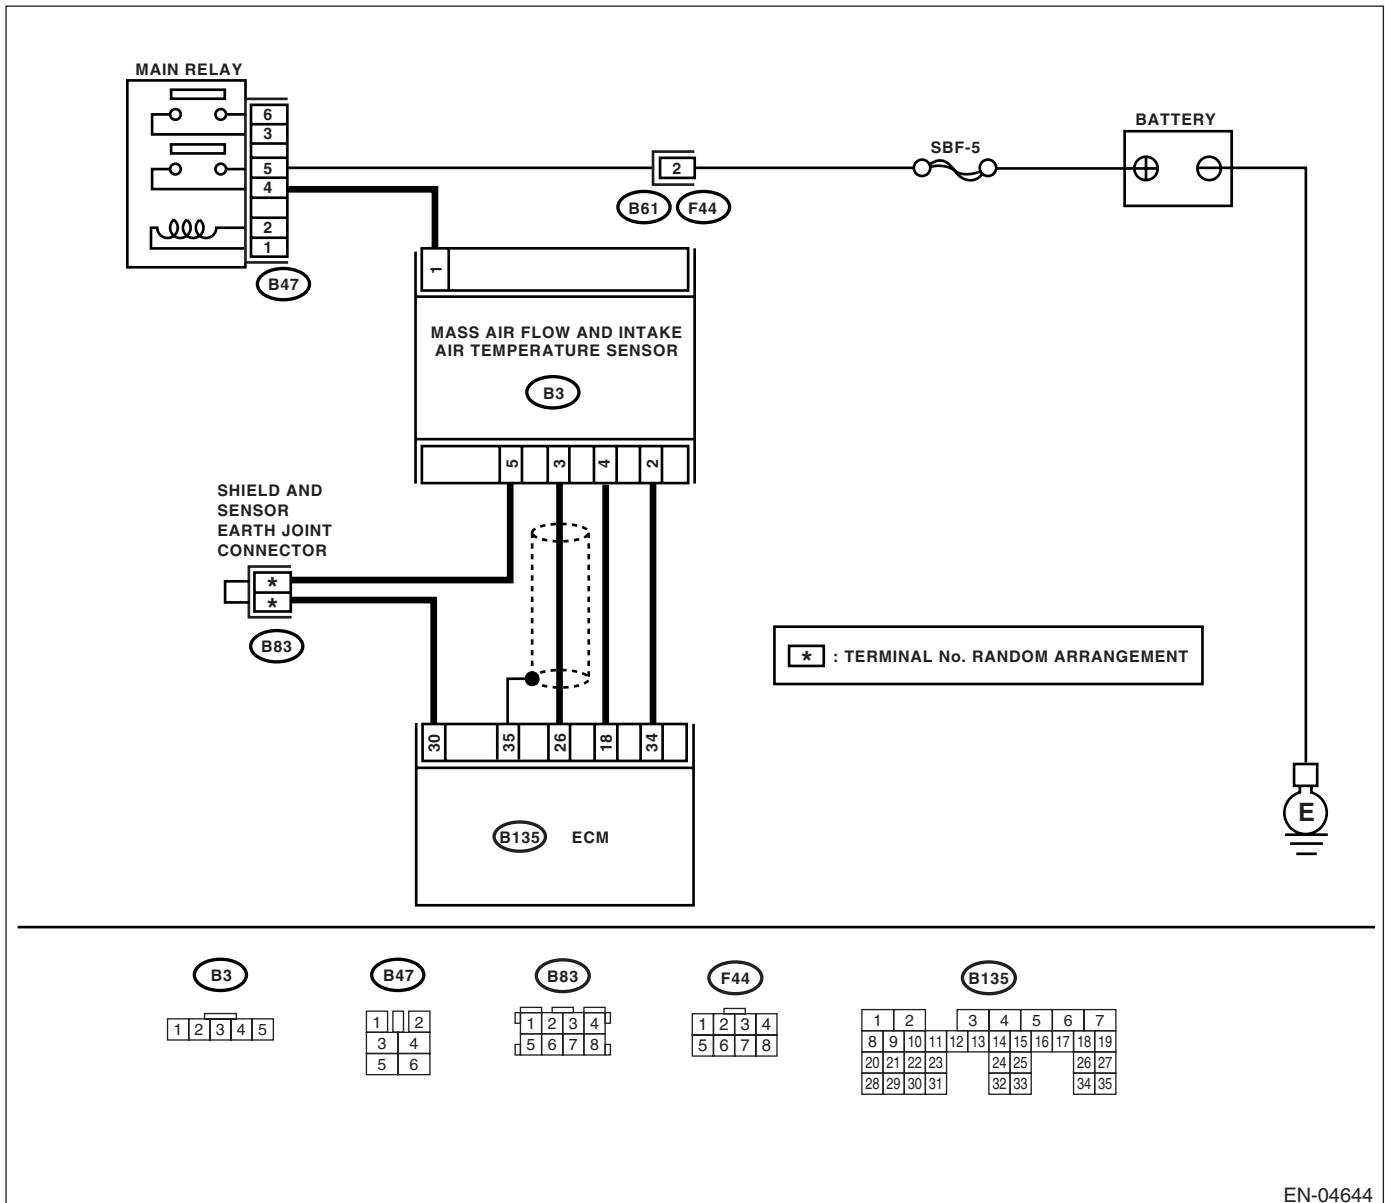 MAIN RELAY
6
3
5
4
2
1
B47
2
B61 F44
SBF-5
BATTERY
1
MASS AIR FLOW AND INTAKE
AIR TEMPERATURE SENSOR
B3
5 3 4 2
SHIELD AND
SENSOR
EARTH JOINT
CONNECTOR
*
*
B83
* : TERMINAL No. RANDOM ARRANGEMENT
30 35 26 18 34
B135 ECM
E
B3
1 2 3 4 5
B47
1 2
3 4
5 6
B83
1 2 3 4
5 6 7 8
F44
1 2 3 4
5 6 7 8
B135
1 2 3 4 5 6 7
8 9 10 11 12 13 14 15 16 17 18 19
20 21 22 23 24 25 26 27
28 29 30 31 32 33 34 35
EN-04644